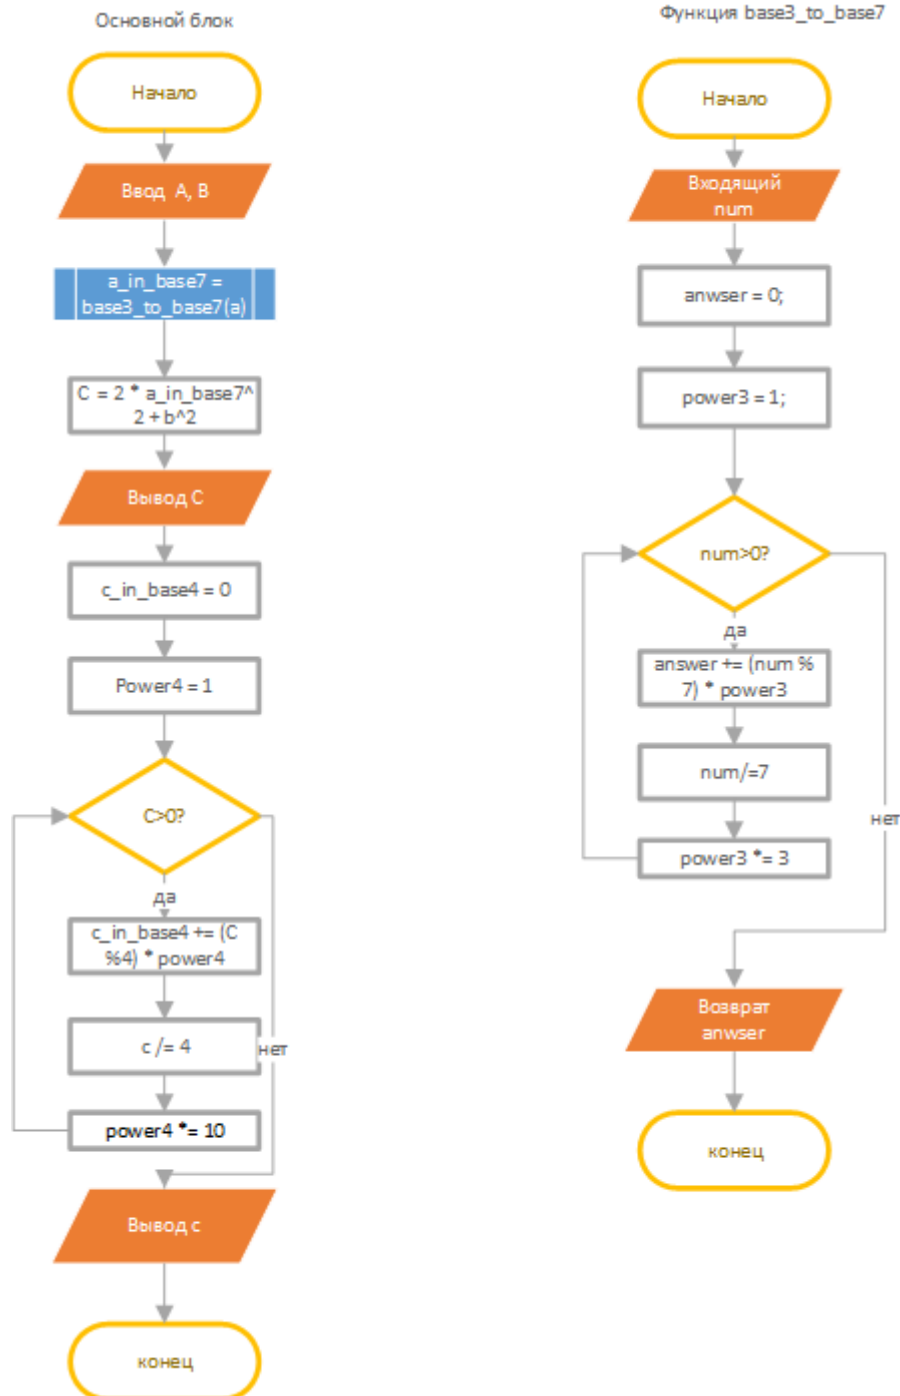 Основной блок
Начало
Ввод A, B
a_in_base7 =
base3_to_base7(a)
C = 2 * a_in_base7^
2 + b^2
Вывод C
c_in_base4 = 0
Power4 = 1
C>0?
да
c_in_base4 += (C
%4) * power4
c /= 4
нет
power4 *= 10
Вывод c
конец
Функция base3_to_base7
Начало
Входящий
num
anwser = 0;
power3 = 1;
num>0?
да
answer += (num %
7) * power3
num/=7
нет
power3 *= 3
Возврат
anwser
конец